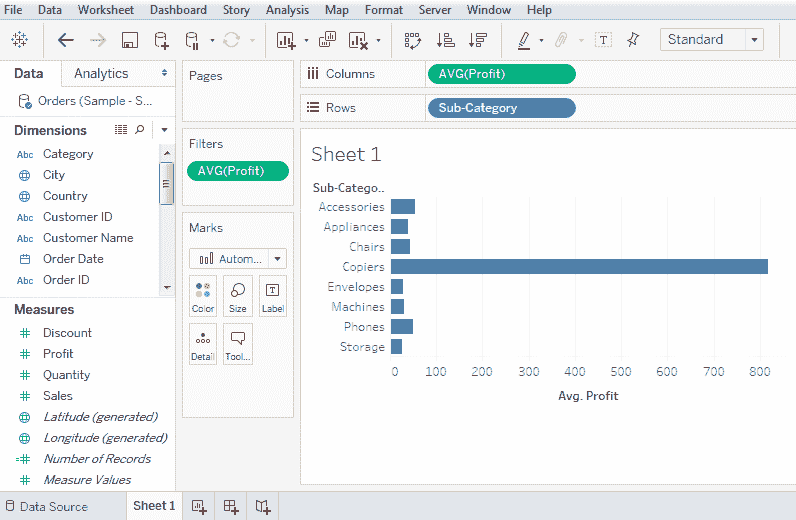 File Data Worksheet Dashboard Story Analysis Map Format Server Window Help
Standard
Data Analytics
Orders (Sample - S...
Dimensions
Abc Category
City
Country
Abc Customer ID
Abc Customer Name
Order Date
Abc Order ID
Measures
# Discount
# Profit
# Quantity
# Sales
Latitude (generated)
Longitude (generated)
=# Number of Records
# Measure Values
Pages
Filters
AVG(Profit)
Marks
Autom...
Color Size Label
Detail Tool...
Columns AVG(Profit)
Rows Sub-Category
Sheet 1
Sub-Catego..
Accessories
Appliances
Chairs
Copiers
Envelopes
Machines
Phones
Storage
0 100 200 300 400 500 600 700 800
Avg. Profit
Data Source Sheet 1